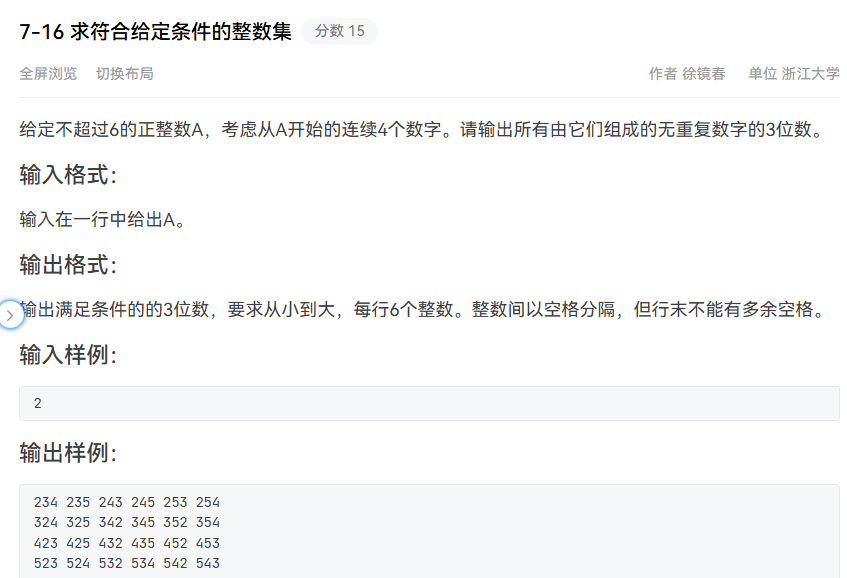 7-16 求符合给定条件的整数集 分数 15
全屏浏览 切换布局 作者 徐镜春 单位 浙江大学
给定不超过6的正整数A，考虑从A开始的连续4个数字。请输出所有由它们组成的无重复数字的3位数。
输入格式：
输入在一行中给出A。
输出格式：
输出满足条件的的3位数，要求从小到大，每行6个整数。整数间以空格分隔，但行末不能有多余空格。
输入样例：
2
输出样例：
234 235 243 245 253 254
324 325 342 345 352 354
423 425 432 435 452 453
523 524 532 534 542 543